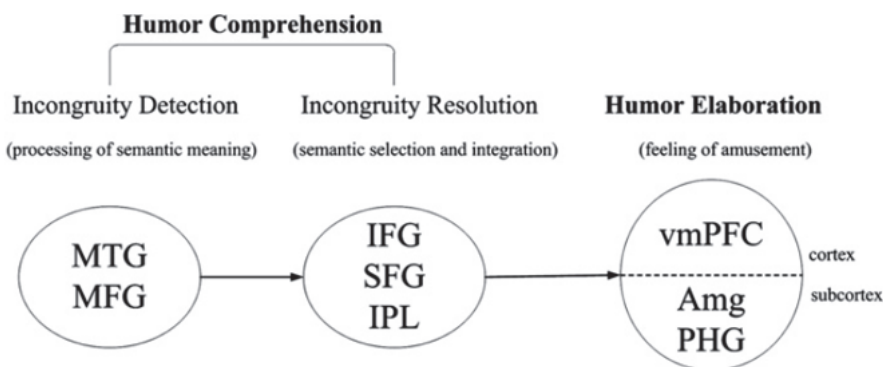 Humor Comprehension
Incongruity Detection
(processing of semantic meaning)
Incongruity Resolution
(semantic selection and integration)
Humor Elaboration
(feeling of amusement)
MTG
MFG
IFG
SFG
IPL
vmPFC
cortex
subcortex
Amg
PHG